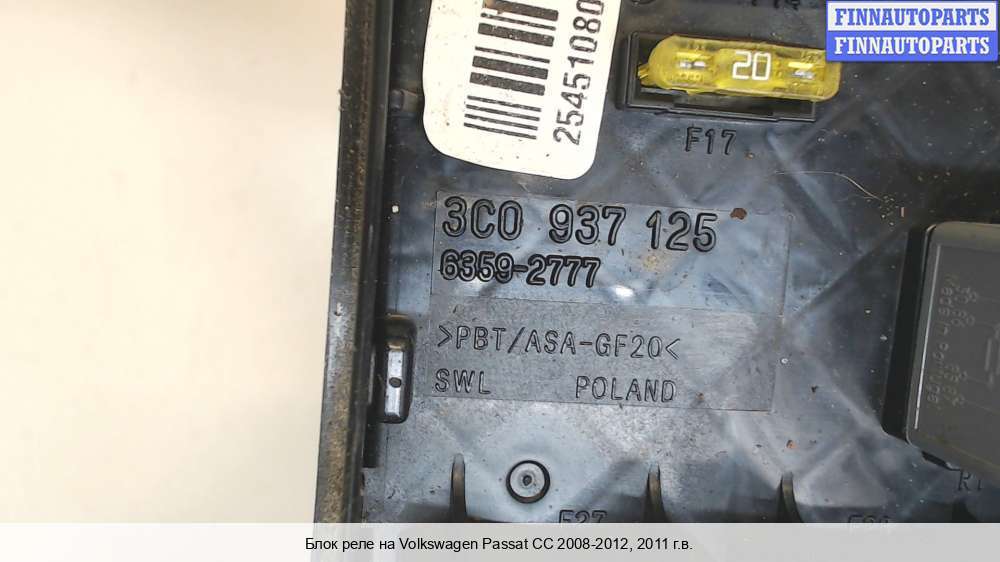 FINNAUTOPARTS
FINNAUTOPARTS
25451080
20
F17
3C0 937 125
6359-2777
>PBT/ASA-GF20<
SWL POLAND
F27
Блок реле на Volkswagen Passat CC 2008-2012, 2011 г.в.